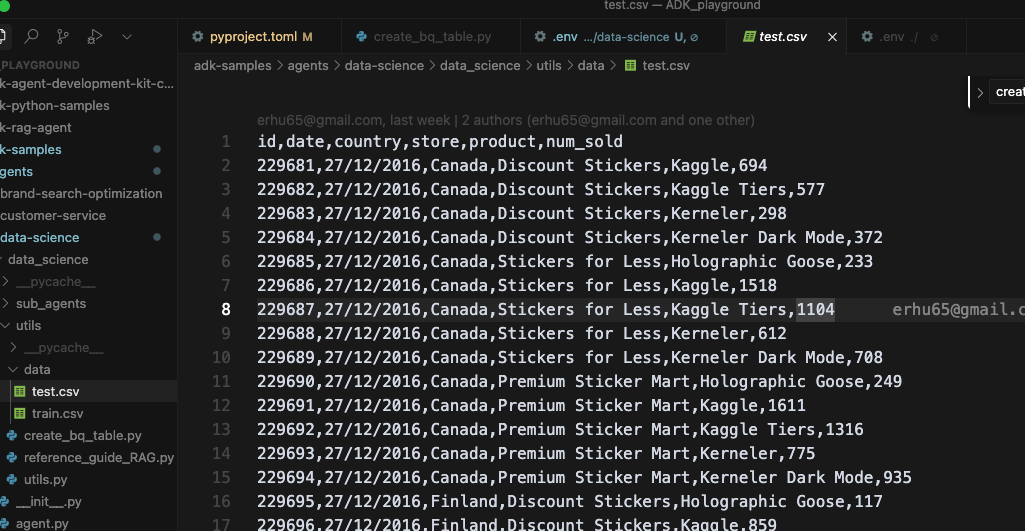 test.csv — ADK_playground
pyproject.toml M
create_bq_table.py
.env .../data-science U,
test.csv
.env ./
PLAYGROUND
adk-samples > agents > data-science > data_science > utils > data > test.csv
k-agent-development-kit-c...
k-python-samples
k-rag-agent
k-samples
gents
brand-search-optimization
customer-service
data-science
data_science
__pycache__
sub_agents
utils
__pycache__
data
test.csv
train.csv
create_bq_table.py
reference_guide_RAG.py
utils.py
__init__.py
agent.py
creat
erhu65@gmail.com, last week | 2 authors (erhu65@gmail.com and one other)
1 id,date,country,store,product,num_sold
2 229681,27/12/2016,Canada,Discount Stickers,Kaggle,694
3 229682,27/12/2016,Canada,Discount Stickers,Kaggle Tiers,577
4 229683,27/12/2016,Canada,Discount Stickers,Kerneler,298
5 229684,27/12/2016,Canada,Discount Stickers,Kerneler Dark Mode,372
6 229685,27/12/2016,Canada,Stickers for Less,Holographic Goose,233
7 229686,27/12/2016,Canada,Stickers for Less,Kaggle,1518
8 229687,27/12/2016,Canada,Stickers for Less,Kaggle Tiers,1104 erhu65@gmail.c
9 229688,27/12/2016,Canada,Stickers for Less,Kerneler,612
10 229689,27/12/2016,Canada,Stickers for Less,Kerneler Dark Mode,708
11 229690,27/12/2016,Canada,Premium Sticker Mart,Holographic Goose,249
12 229691,27/12/2016,Canada,Premium Sticker Mart,Kaggle,1611
13 229692,27/12/2016,Canada,Premium Sticker Mart,Kaggle Tiers,1316
14 229693,27/12/2016,Canada,Premium Sticker Mart,Kerneler,775
15 229694,27/12/2016,Canada,Premium Sticker Mart,Kerneler Dark Mode,935
16 229695,27/12/2016,Finland,Discount Stickers,Holographic Goose,117
17 229696,27/12/2016,Finland,Discount Stickers,Kaggle,859